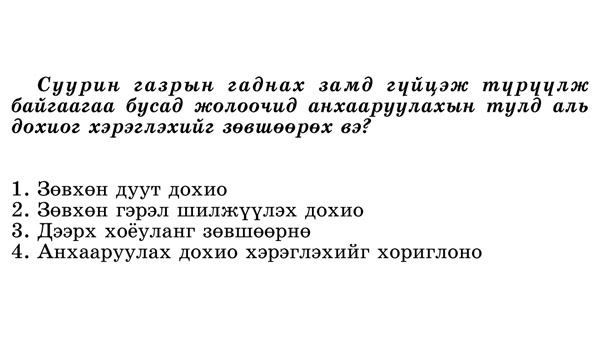 Суурин газрын гаднах замд гүйцэж түрүүлж
байгаагаа бусад жолоочид анхааруулахын тулд аль
дохиог хэрэглэхийг зөвшөөрөх вэ?
1. Зөвхөн дуут дохио
2. Зөвхөн гэрэл шилжүүлэх дохио
3. Дээрх хоёуланг зөвшөөрнө
4. Анхааруулах дохио хэрэглэхийг хориглоно